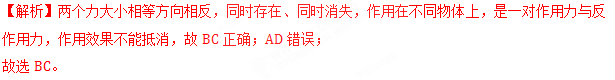 【解析】两个力大小相等方向相反，同时存在、同时消失，作用在不同物体上，是一对作用力与反
作用力，作用效果不能抵消，故 BC 正确；AD 错误；
故选 BC。